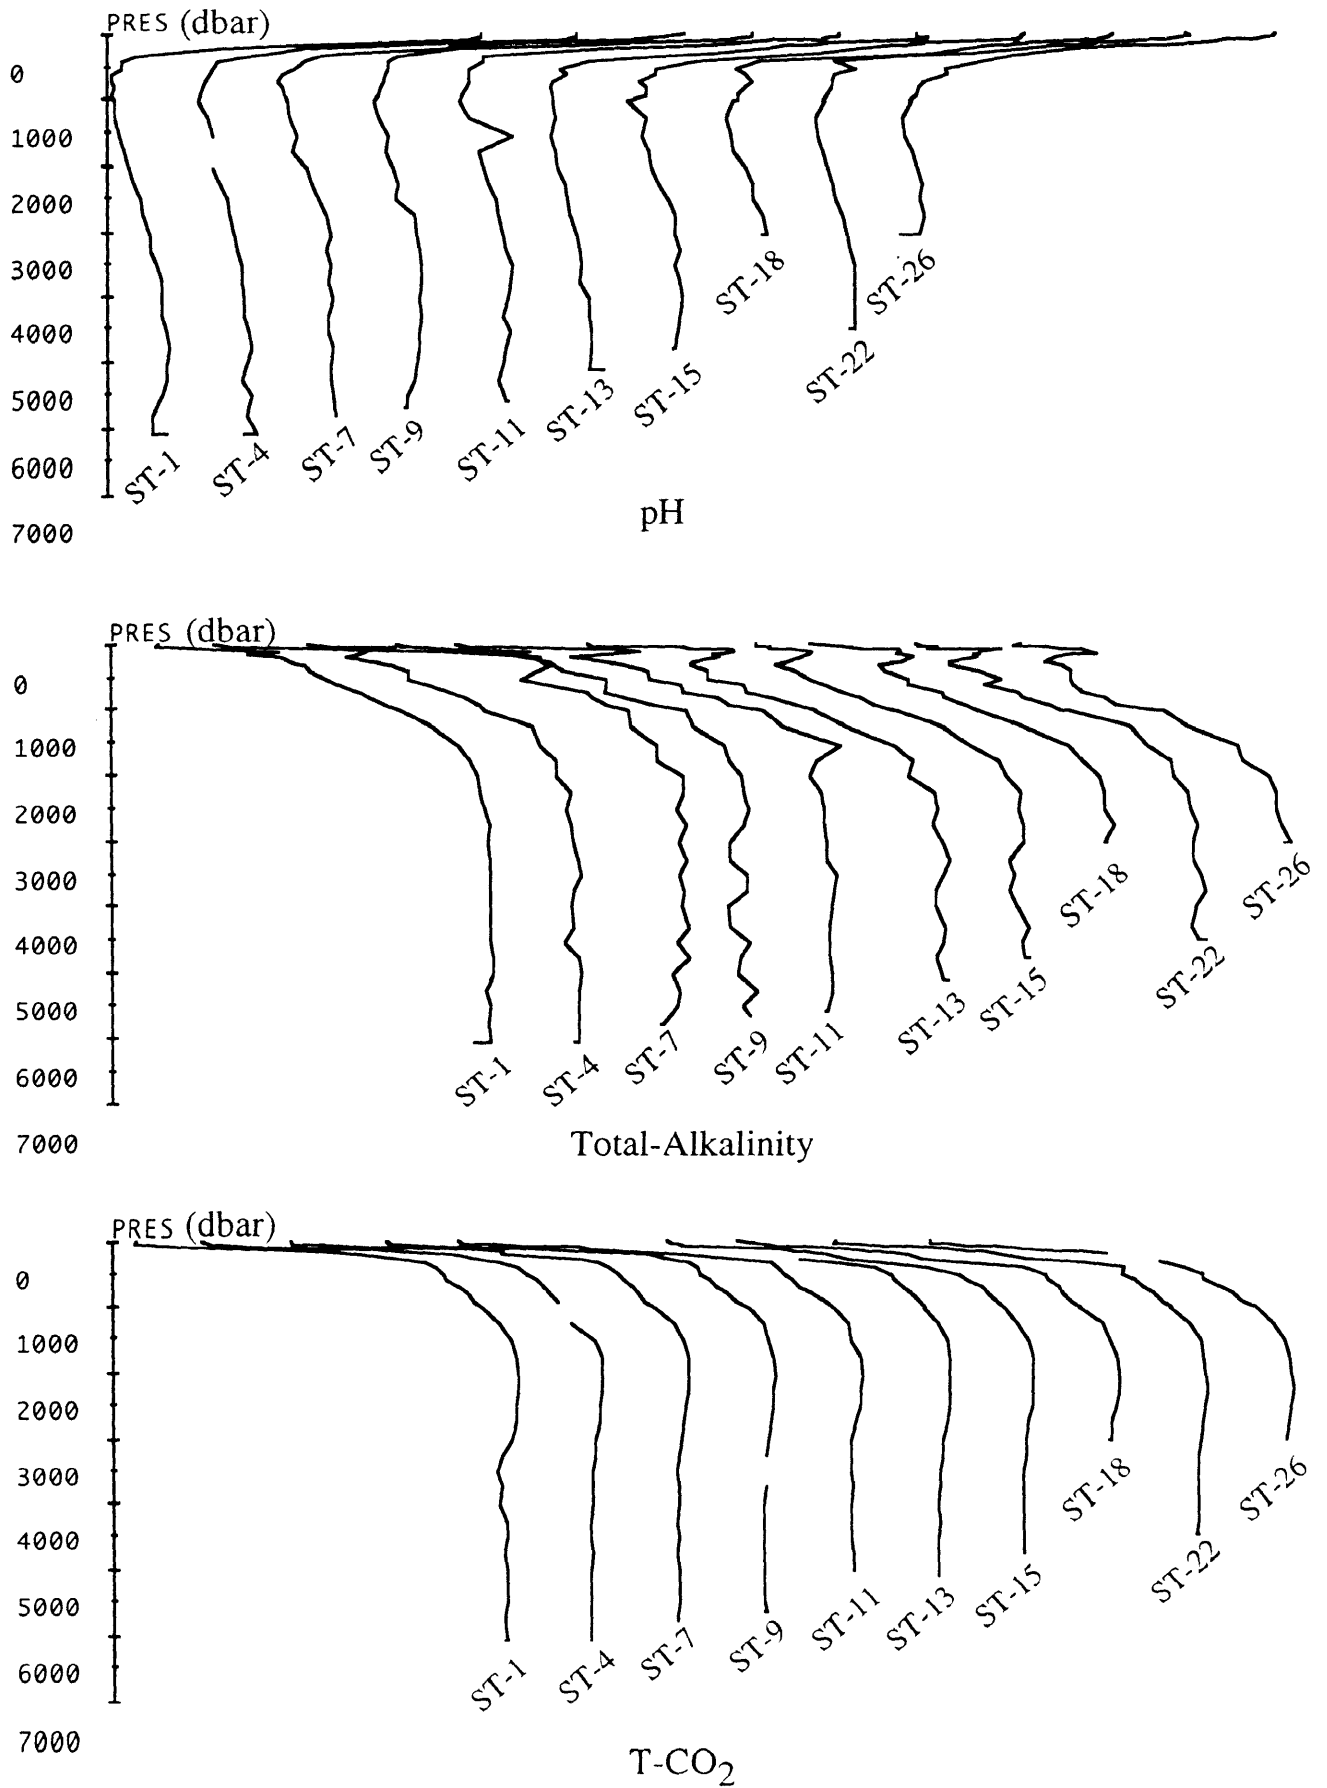 PRES (dbar)
0
1000
2000
3000
4000
5000
6000
7000
ST-1
ST-4
ST-7
ST-9
ST-11
ST-13
ST-15
ST-18
ST-22
ST-26
pH
PRES (dbar)
0
1000
2000
3000
4000
5000
6000
7000
ST-1
ST-4
ST-7
ST-9
ST-11
ST-13
ST-15
ST-18
ST-22
ST-26
Total-Alkalinity
PRES (dbar)
0
1000
2000
3000
4000
5000
6000
7000
ST-1
ST-4
ST-7
ST-9
ST-11
ST-13
ST-15
ST-18
ST-22
ST-26
T-CO₂